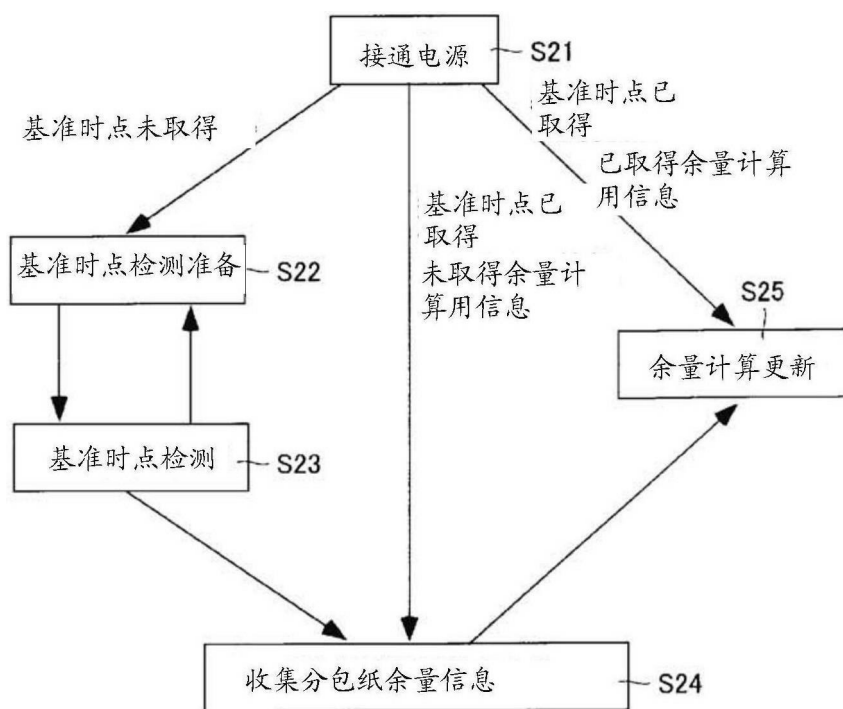 接通电源
S21
基准时点未取得
基准时点已
取得
已取得余量计算
用信息
基准时点已
取得
未取得余量计
算用信息
基准时点检测准备
S22
S25
余量计算更新
基准时点检测
S23
收集分包纸余量信息
S24